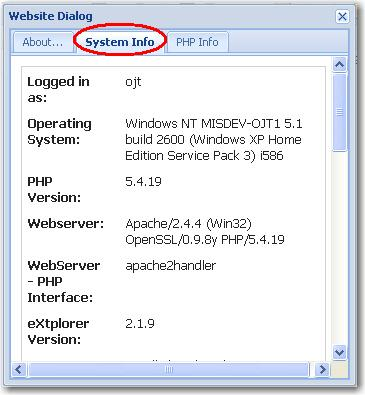 Website Dialog
About... System Info PHP Info
Logged in as: ojt
Operating System: Windows NT MISDEV-OJT1 5.1 build 2600 (Windows XP Home Edition Service Pack 3) i586
PHP Version: 5.4.19
Webserver: Apache/2.4.4 (Win32) OpenSSL/0.9.8y PHP/5.4.19
WebServer - PHP Interface: apache2handler
eXtplorer Version: 2.1.9